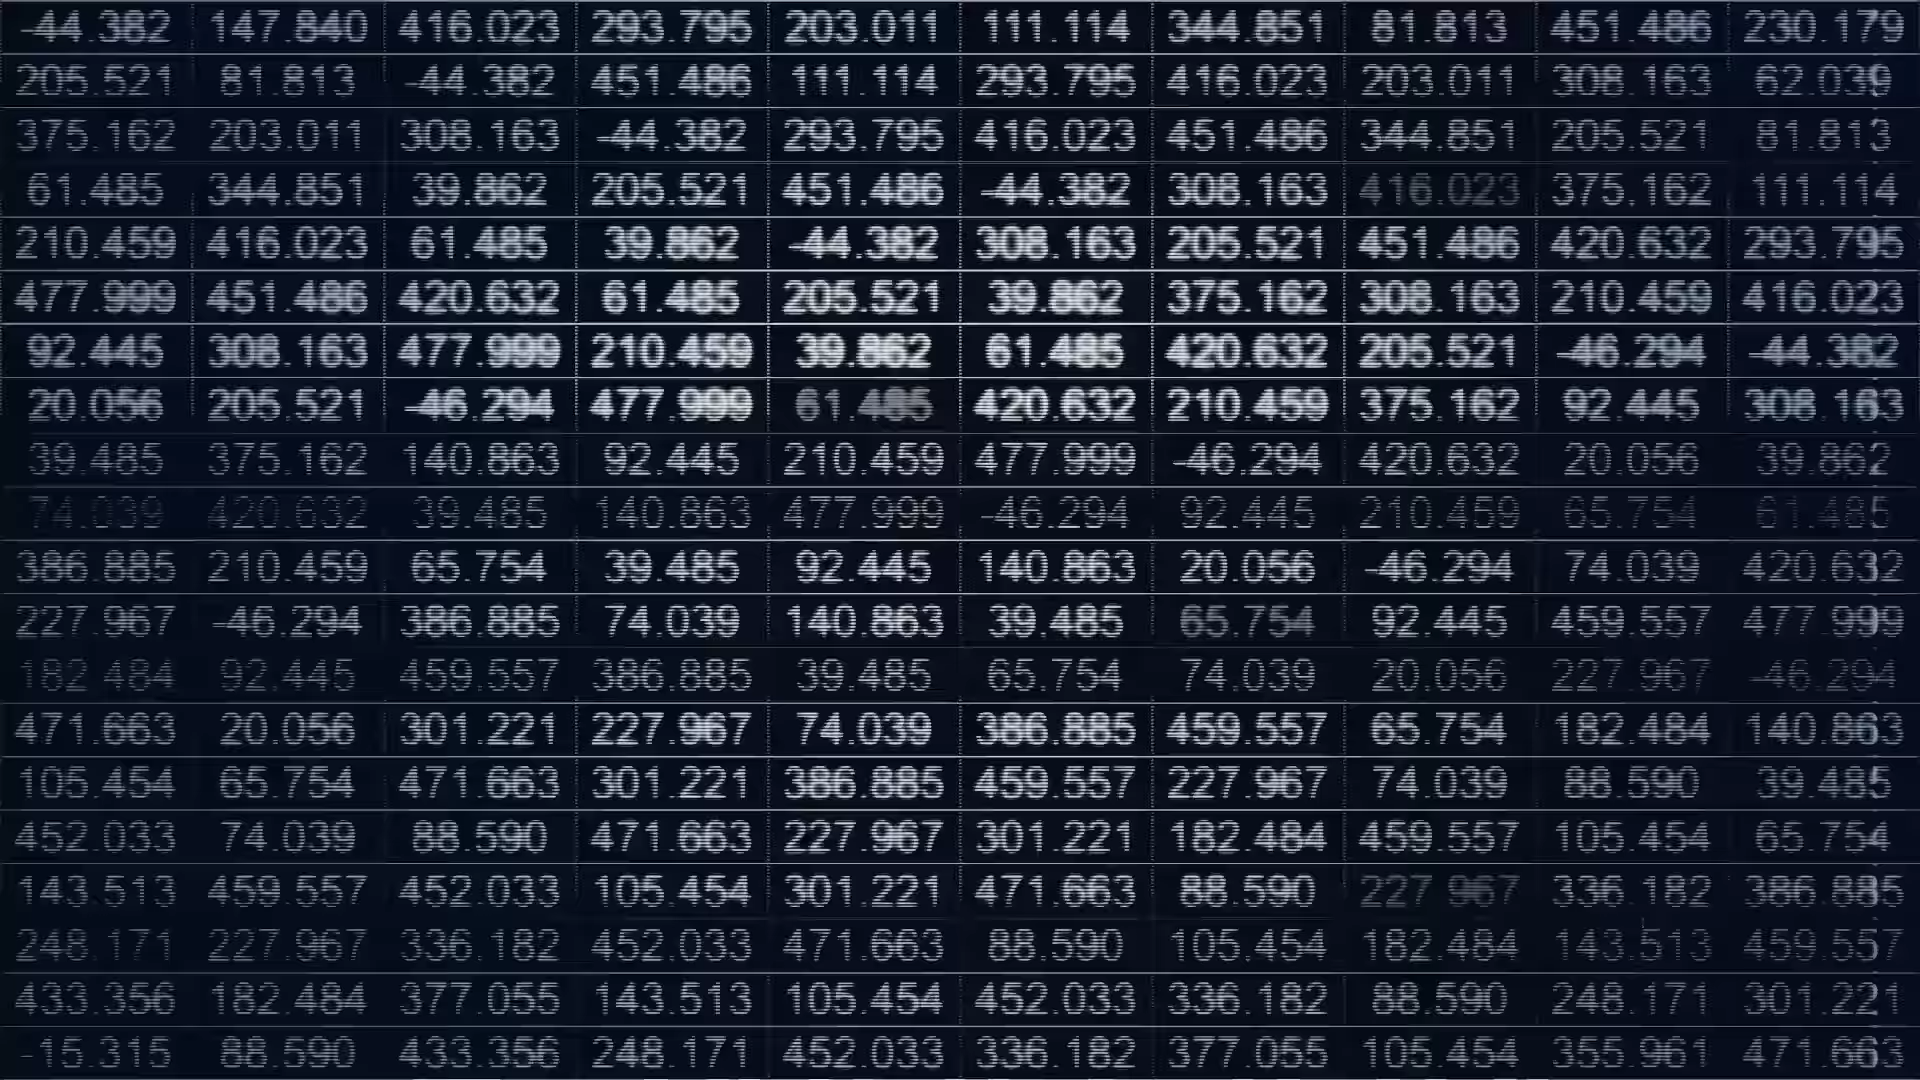 -44.382 147.840 416.023 293.795 203.011 111.114 344.851 81.813 451.486 230.179
205.521 81.813 -44.382 451.486 111.114 293.795 416.023 203.011 308.163 62.039
375.162 203.011 308.163 -44.382 293.795 416.023 451.486 344.851 205.521 81.813
61.485 344.851 39.862 205.521 451.486 -44.382 308.163 416.023 375.162 111.114
210.459 416.023 61.485 39.862 -44.382 308.163 205.521 451.486 420.632 293.795
477.999 451.486 420.632 61.485 205.521 39.862 375.162 308.163 210.459 416.023
92.445 308.163 477.999 210.459 39.862 61.485 420.632 205.521 -46.294 -44.382
20.056 205.521 -46.294 477.999 61.485 420.632 210.459 375.162 92.445 308.163
39.485 375.162 140.863 92.445 210.459 477.999 -46.294 420.632 20.056 39.862
74.039 420.632 39.485 140.863 477.999 -46.294 92.445 210.459 65.754 61.485
386.885 210.459 65.754 39.485 92.445 140.863 20.056 -46.294 74.039 420.632
227.967 -46.294 386.885 74.039 140.863 39.485 65.754 92.445 459.557 477.999
182.484 92.445 459.557 386.885 39.485 65.754 74.039 20.056 227.967 -46.294
471.663 20.056 301.221 227.967 74.039 386.885 459.557 65.754 182.484 140.863
105.454 65.754 471.663 301.221 386.885 459.557 227.967 74.039 88.590 39.485
452.033 74.039 88.590 471.663 227.967 301.221 182.484 459.557 105.454 65.754
143.513 459.557 452.033 105.454 301.221 471.663 88.590 227.967 336.182 386.885
248.171 227.967 336.182 452.033 471.663 88.590 105.454 182.484 143.513 459.557
433.356 182.484 377.055 143.513 105.454 452.033 336.182 88.590 248.171 301.221
-15.315 88.590 433.356 248.171 452.033 336.182 377.055 105.454 355.961 471.663